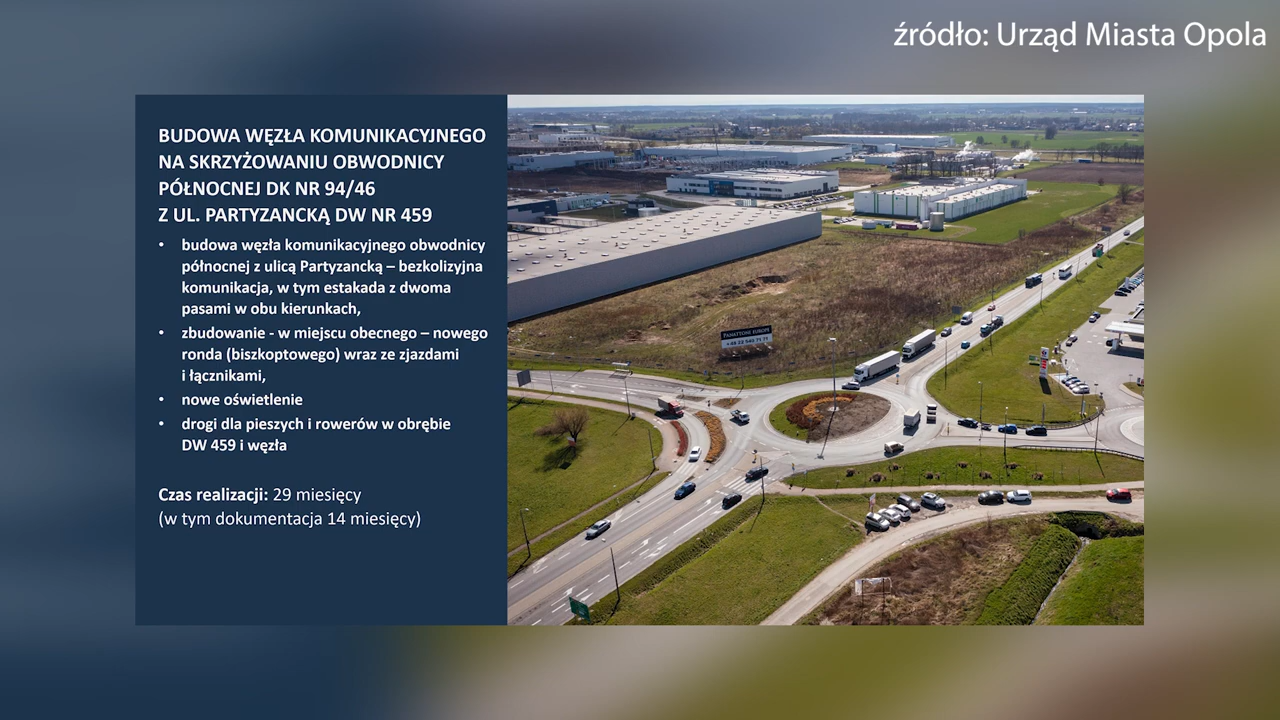 źródło: Urząd Miasta Opola
BUDOWA WĘZŁA KOMUNIKACYJNEGO
NA SKRZYŻOWANIU OBWODNICY
PÓŁNOCNEJ DK NR 94/46
Z UL. PARTYZANCKĄ DW NR 459
• budowa węzła komunikacyjnego obwodnicy
północnej z ulicą Partyzancką – bezkolizyjna
komunikacja, w tym estakada z dwoma
pasami w obu kierunkach,
• zbudowanie - w miejscu obecnego – nowego
ronda (biszkoptowego) wraz ze zjazdami
i łącznikami,
• nowe oświetlenie
• drogi dla pieszych i rowerów w obrębie
DW 459 i węzła
Czas realizacji: 29 miesięcy
(w tym dokumentacja 14 miesięcy)
PANATTONI EUROPE